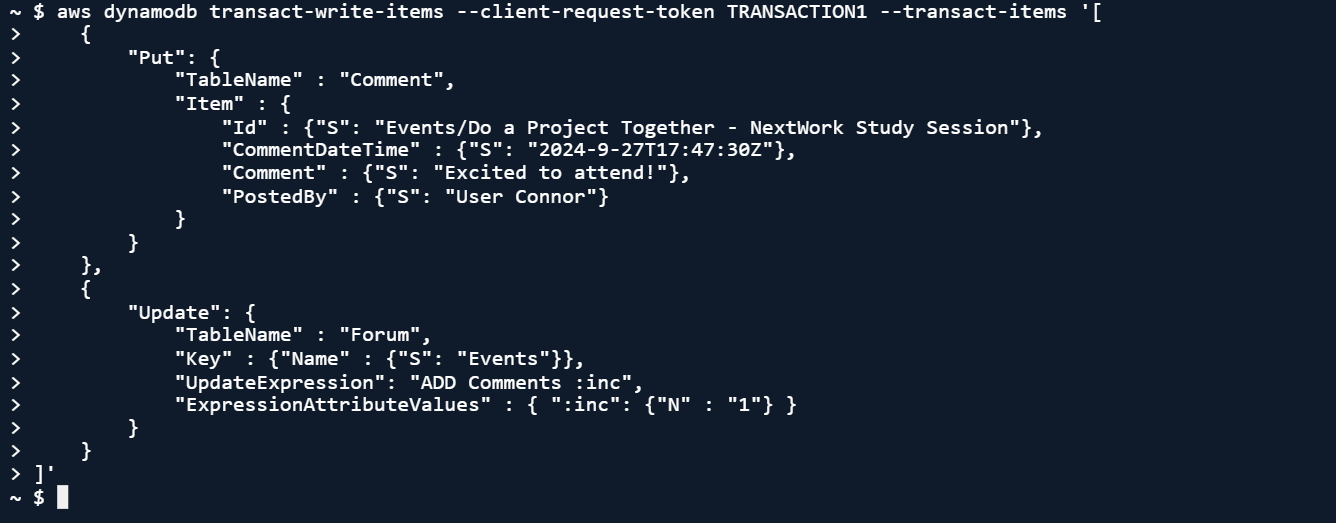 ~ $ aws dynamodb transact-write-items --client-request-token TRANSACTION1 --transact-items '[
>     {
>         "Put": {
>             "TableName" : "Comment",
>             "Item" : {
>                 "Id" : {"S": "Events/Do a Project Together - NextWork Study Session"},
>                 "CommentDateTime" : {"S": "2024-9-27T17:47:30Z"},
>                 "Comment" : {"S": "Excited to attend!"},
>                 "PostedBy" : {"S": "User Connor"}
>             }
>         }
>     },
>     {
>         "Update": {
>             "TableName" : "Forum",
>             "Key" : {"Name" : {"S": "Events"}},
>             "UpdateExpression": "ADD Comments :inc",
>             "ExpressionAttributeValues" : { ":inc": {"N" : "1"} }
>         }
>     }
> ]'
~ $